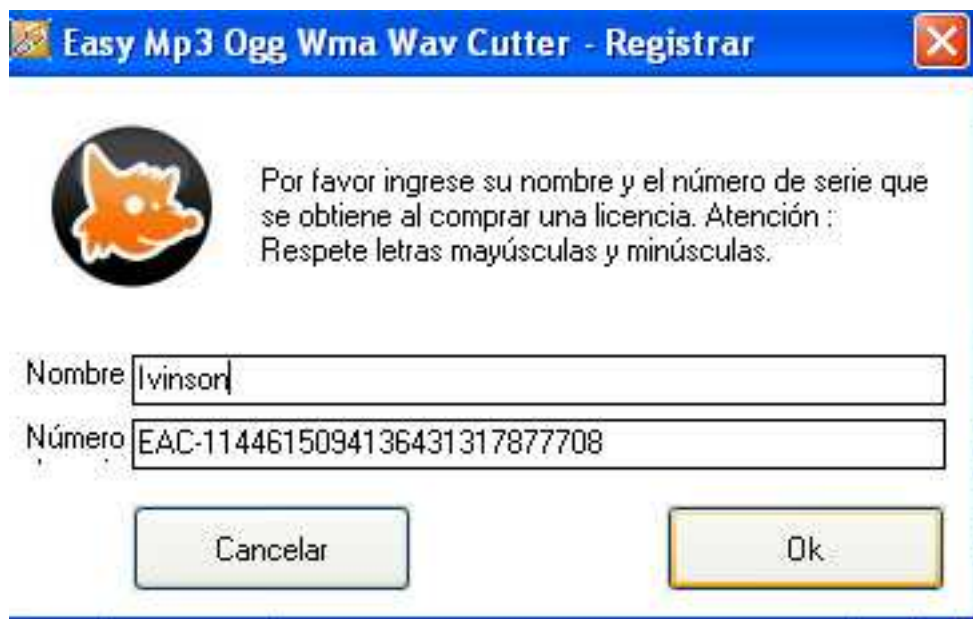 Easy Mp3 Ogg Wma Wav Cutter - Registrar
Por favor ingrese su nombre y el número de serie que
se obtiene al comprar una licencia. Atención :
Respete letras mayúsculas y minúsculas.
Nombre Ivinson
Número EAC-1144615094136431317877708
Cancelar Ok